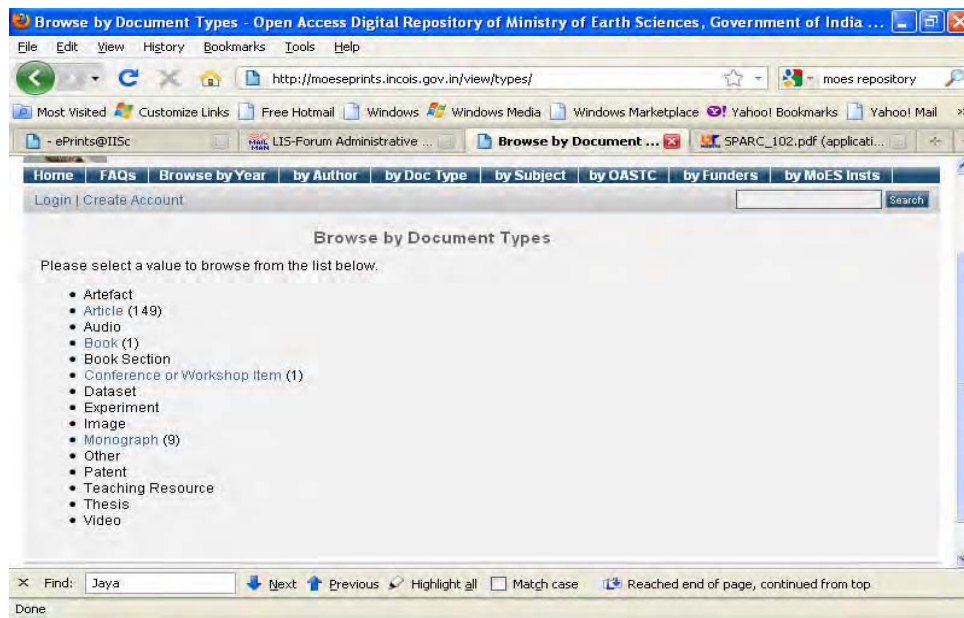 Browse by Document Types - Open Access Digital Repository of Ministry of Earth Sciences, Government of India ...
File Edit View History Bookmarks Tools Help
http://moeseprints.incois.gov.in/view/types/ moes repository
Most Visited Customize Links Free Hotmail Windows Windows Media Windows Marketplace Yahoo! Bookmarks Yahoo! Mail
- ePrints@IISc LIS-Forum Administrative ... Browse by Document ... SPARC_102.pdf (applicati...
Home FAQs Browse by Year by Author by Doc Type by Subject by OASTC by Funders by MoES Insts
Login | Create Account Search
Browse by Document Types
Please select a value to browse from the list below.
• Artefact
• Article (149)
• Audio
• Book (1)
• Book Section
• Conference or Workshop Item (1)
• Dataset
• Experiment
• Image
• Monograph (9)
• Other
• Patent
• Teaching Resource
• Thesis
• Video
× Find: Jaya Next Previous Highlight all Match case Reached end of page, continued from top
Done